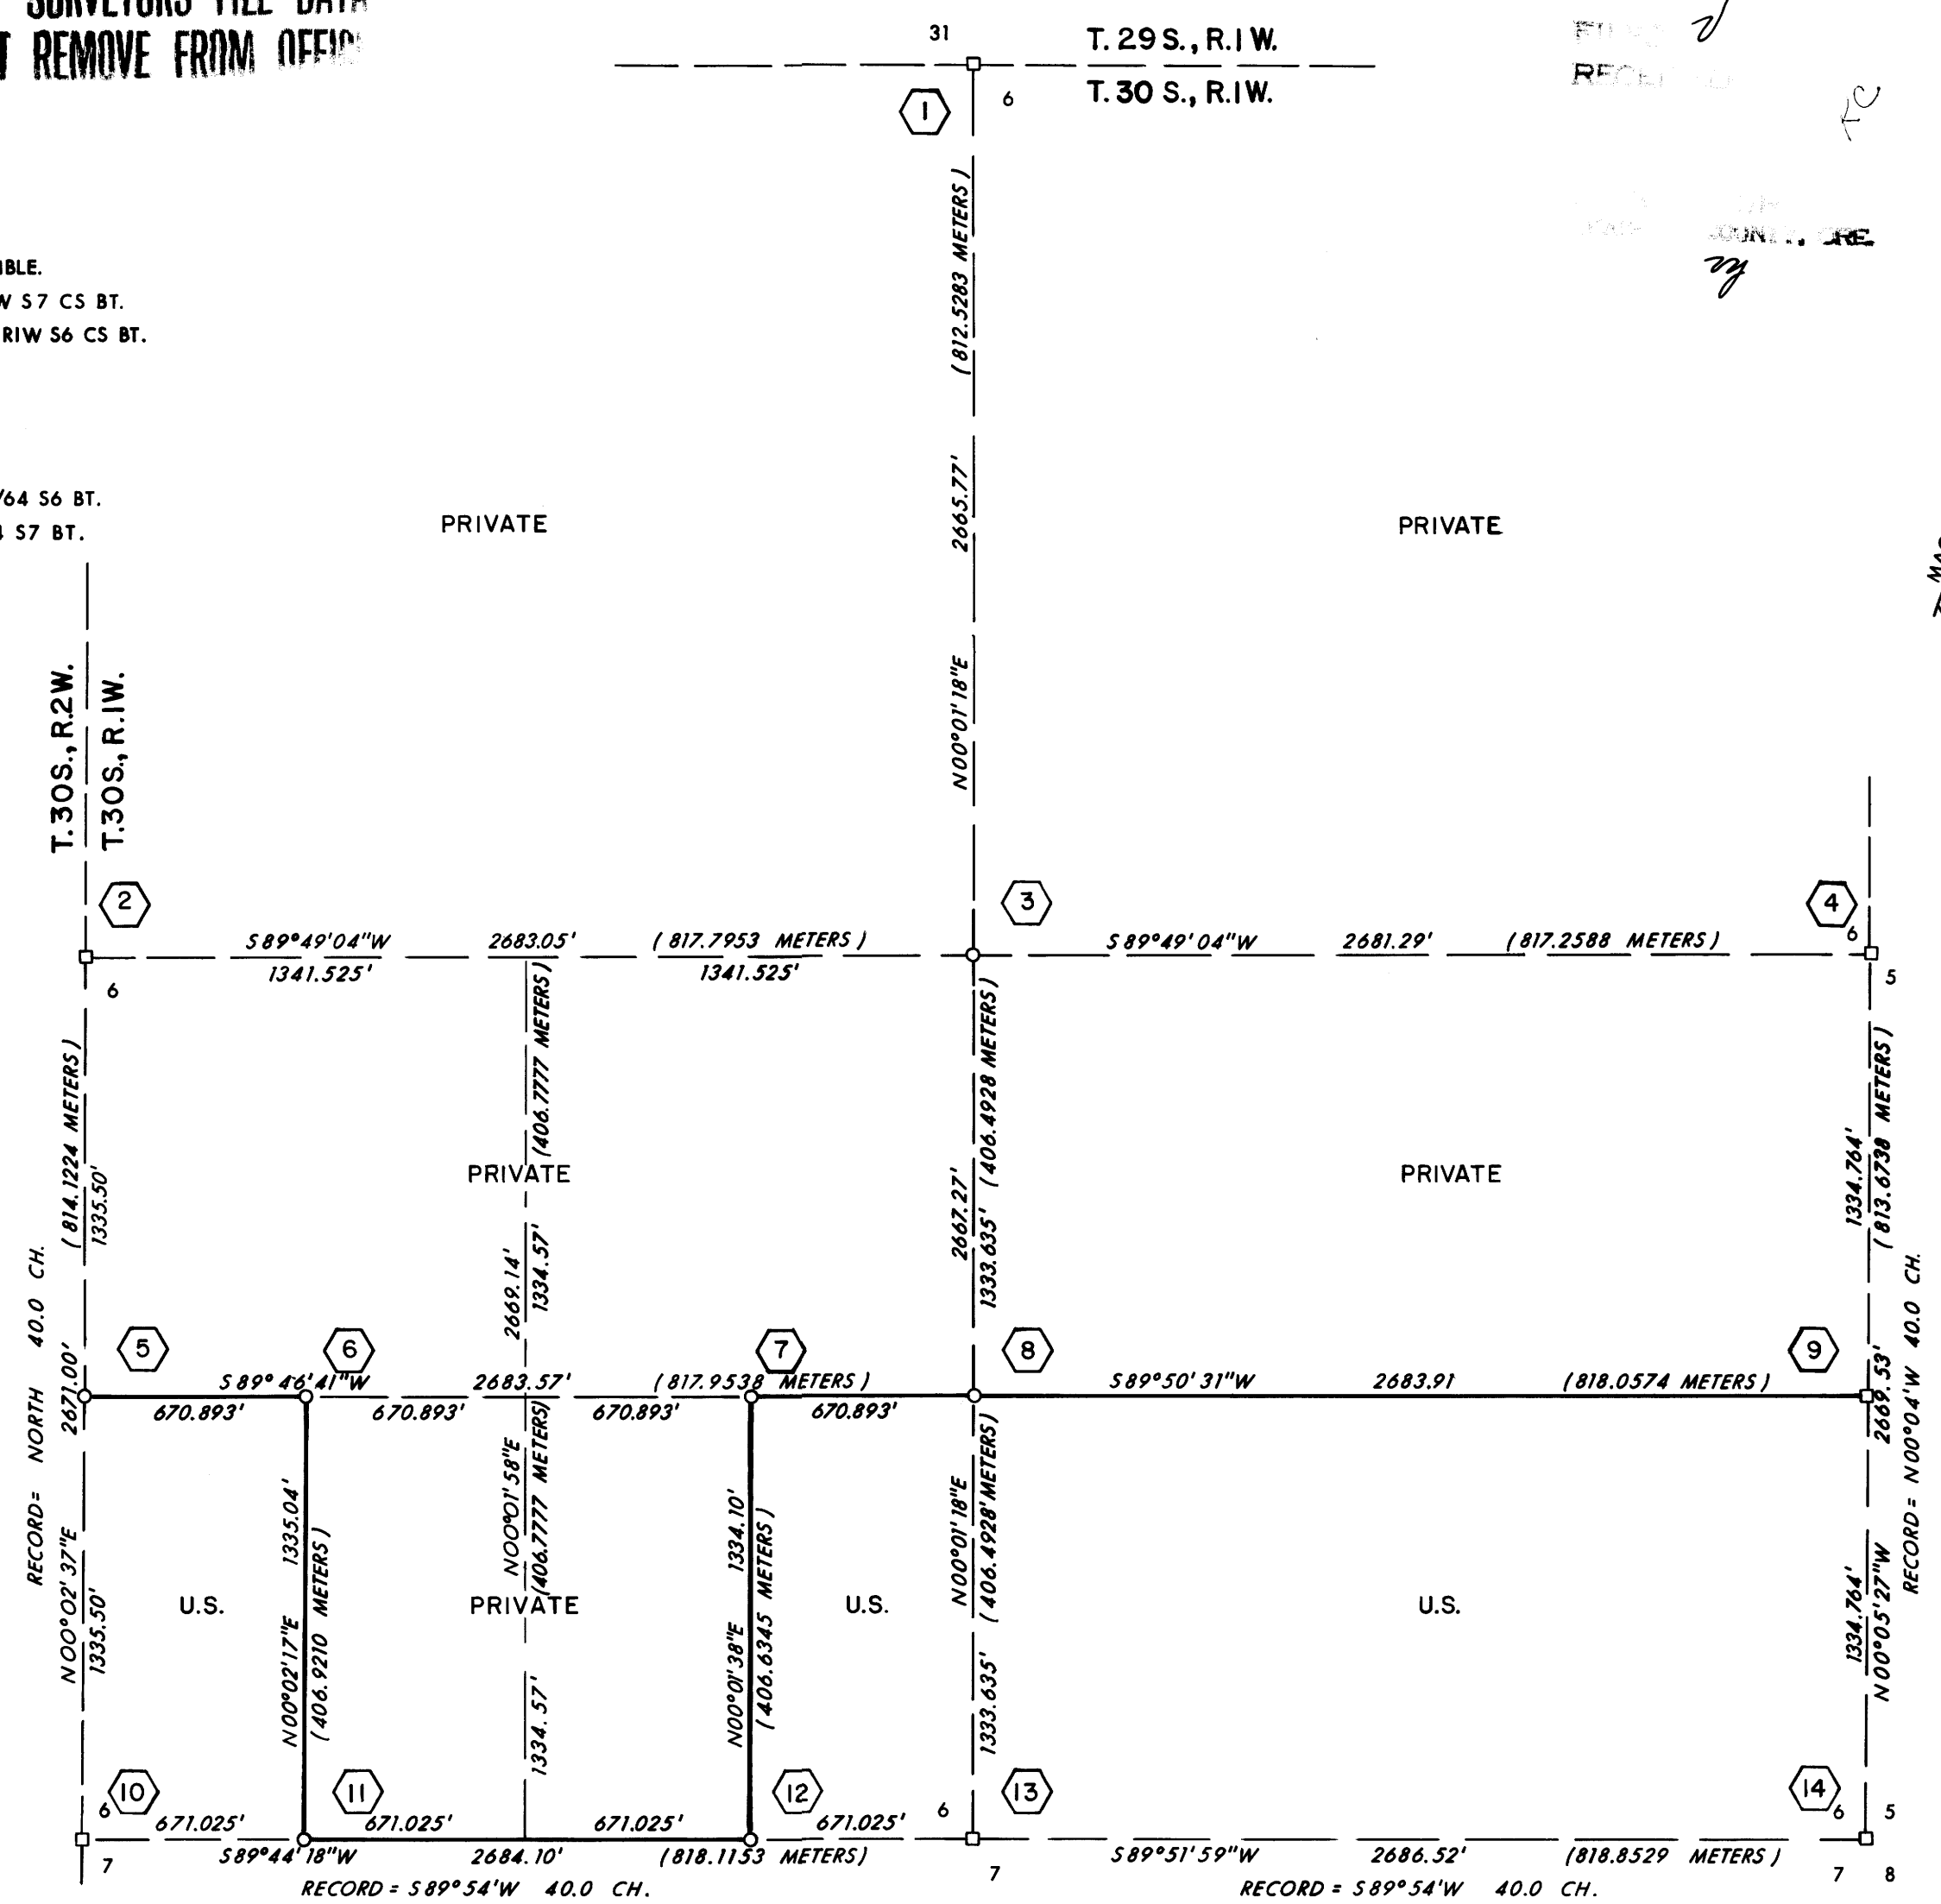 SURVEYORS FILE DATA
REMOVE FROM OFFICE
31
T. 29 S., R.1 W.
T. 30 S., R.1W.
1
6
COUNTY, ORE.
(812.5283 METERS)
2665.77'
N00°01'18"E
W S7 CS BT.
R1W S6 CS BT.
/64 S6 BT.
S7 BT.
PRIVATE
PRIVATE
T.30S., R.2W.
T.30S., R.1W.
2
3
4
6
S89°49'04"W 2683.05' (817.7953 METERS)
S89°49'04"W 2681.29' (817.2588 METERS)
1341.525' 1341.525'
6
5
(814.1224 METERS)
1335.50'
(406.7777 METERS)
2669.14'
1334.57'
(406.4928 METERS)
2667.27'
1333.635'
1334.764'
(813.6738 METERS)
PRIVATE
PRIVATE
RECORD= NORTH 40.0 CH.
2671.00'
2669.53'
RECORD= N00°04'W 40.0 CH.
5
6
7
8
9
S89°46'41"W 2683.57' (817.9538 METERS)
S89°50'31"W 2683.91 (818.0574 METERS)
670.893' 670.893' 670.893' 670.893'
N00°02'37"E
1335.50'
1335.04'
N00°02'17"E
(406.9210 METERS)
N00°01'58"E
(406.7777 METERS)
1334.57'
1334.10'
N00°01'38"E
(406.6345 METERS)
N00°01'18"E
(406.4928' METERS)
1333.635'
1334.764'
N00°05'27"W
U.S.
PRIVATE
U.S.
U.S.
10
11
12
13
14
6
6
6
5
671.025' 671.025' 671.025' 671.025'
7
S89°44'18"W 2684.10' (818.1153 METERS)
7
S89°51'59"W 2686.52' (818.8529 METERS)
7
8
RECORD = S89°54'W 40.0 CH.
RECORD = S89°54'W 40.0 CH.